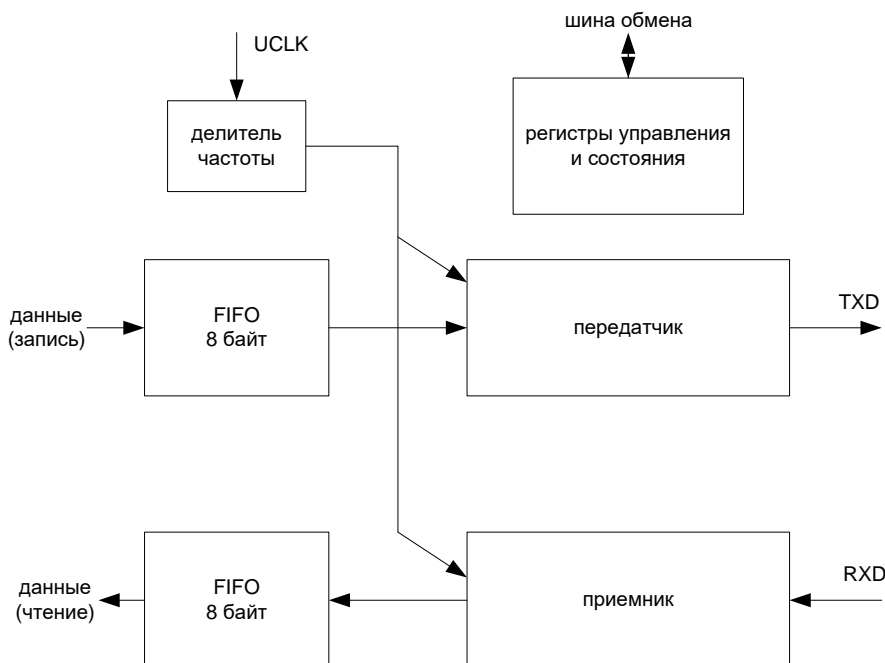 шина обмена
UCLK
делитель
частоты
регистры управления
и состояния
данные
(запись)
FIFO
8 байт
передатчик
TXD
данные
(чтение)
FIFO
8 байт
приемник
RXD